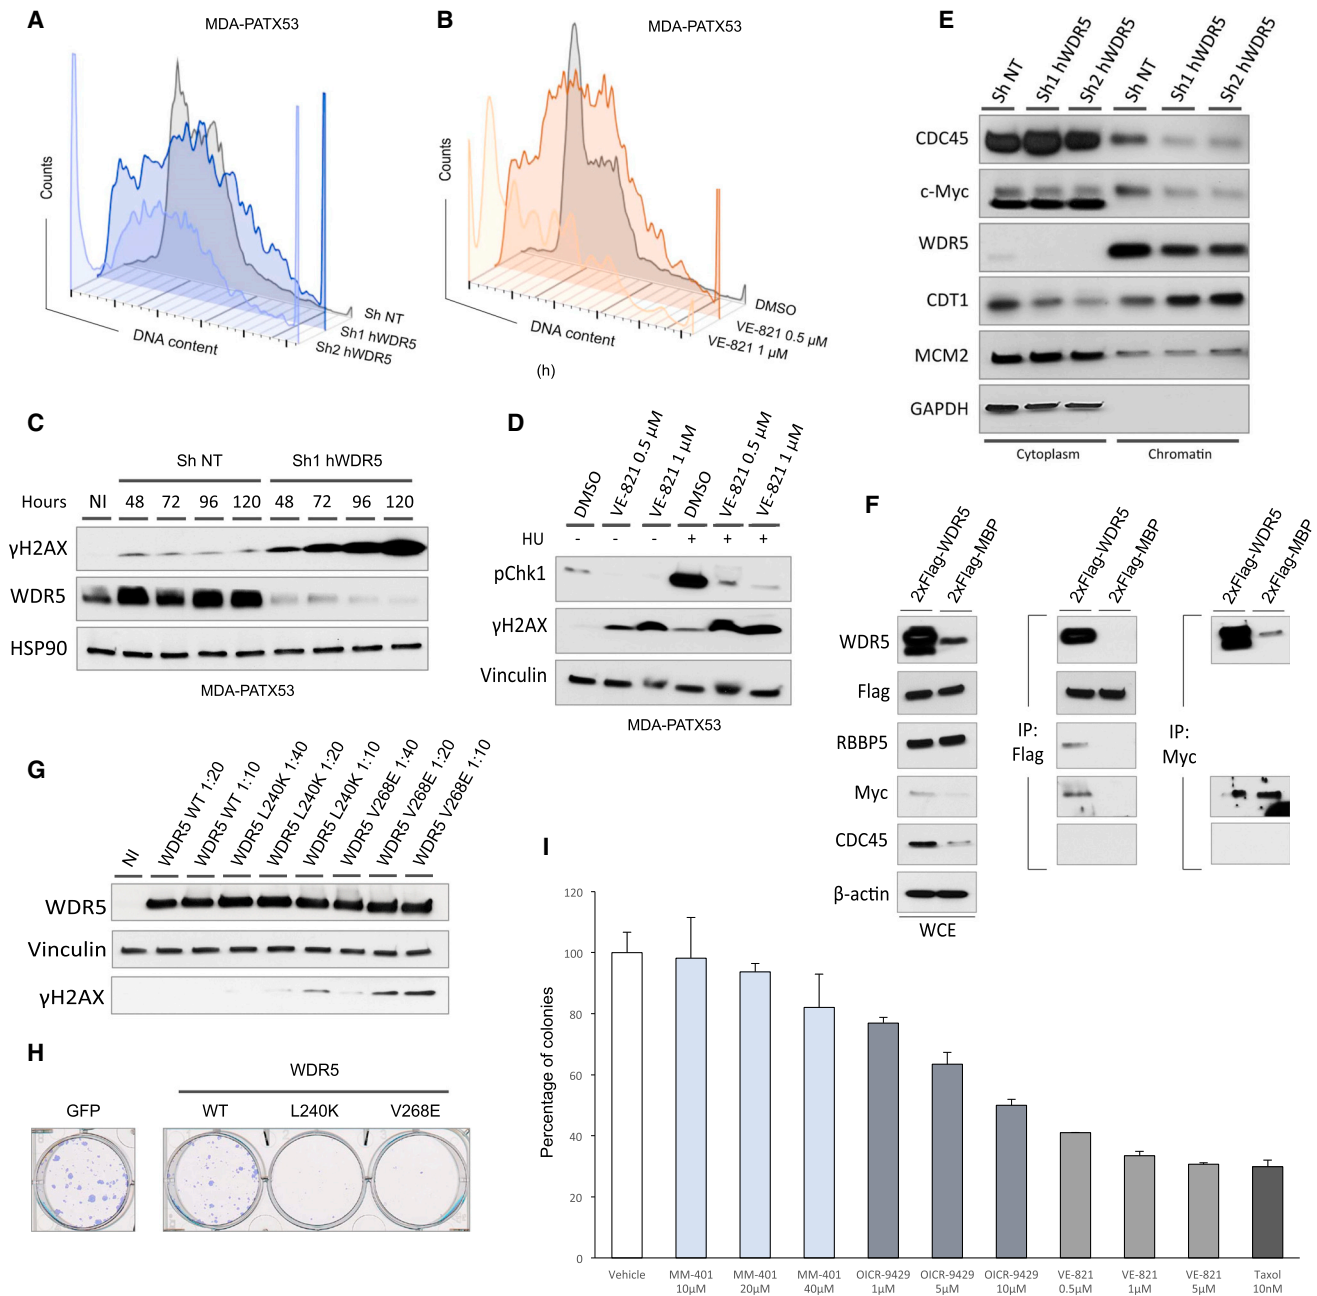 A
MDA-PATX53
Counts
DNA content
Sh NT
Sh1 hWDR5
Sh2 hWDR5
B
MDA-PATX53
Counts
DNA content
DMSO
VE-821 0.5 µM
VE-821 1 µM
(h)
C
Sh NT Sh1 hWDR5
Hours NI 48 72 96 120 48 72 96 120
γH2AX
WDR5
HSP90
MDA-PATX53
D
DMSO VE-821 0.5 µM VE-821 1 µM DMSO VE-821 0.5 µM VE-821 1 µM
HU - - - + + +
pChk1
γH2AX
Vinculin
MDA-PATX53
E
Sh NT Sh1 hWDR5 Sh2 hWDR5 Sh NT Sh1 hWDR5 Sh2 hWDR5
CDC45
c-Myc
WDR5
CDT1
MCM2
GAPDH
Cytoplasm Chromatin
F
2xFlag-WDR5 2xFlag-MBP 2xFlag-WDR5 2xFlag-MBP 2xFlag-WDR5 2xFlag-MBP
WDR5
Flag
RBBP5
Myc
CDC45
β-actin
WCE
IP:
Flag
IP:
Myc
G
NI WDR5 WT 1:20 WDR5 WT 1:10 WDR5 L240K 1:40 WDR5 L240K 1:20 WDR5 L240K 1:10 WDR5 V268E 1:40 WDR5 V268E 1:20 WDR5 V268E 1:10
WDR5
Vinculin
γH2AX
H
WDR5
GFP WT L240K V268E
I
Percentage of colonies
120
100
80
60
40
20
0
Vehicle MM-401 MM-401 MM-401 OICR-9429 OICR-9429 OICR-9429 VE-821 VE-821 VE-821 Taxol
10µM 20µM 40µM 1µM 5µM 10µM 0.5µM 1µM 5µM 10nM